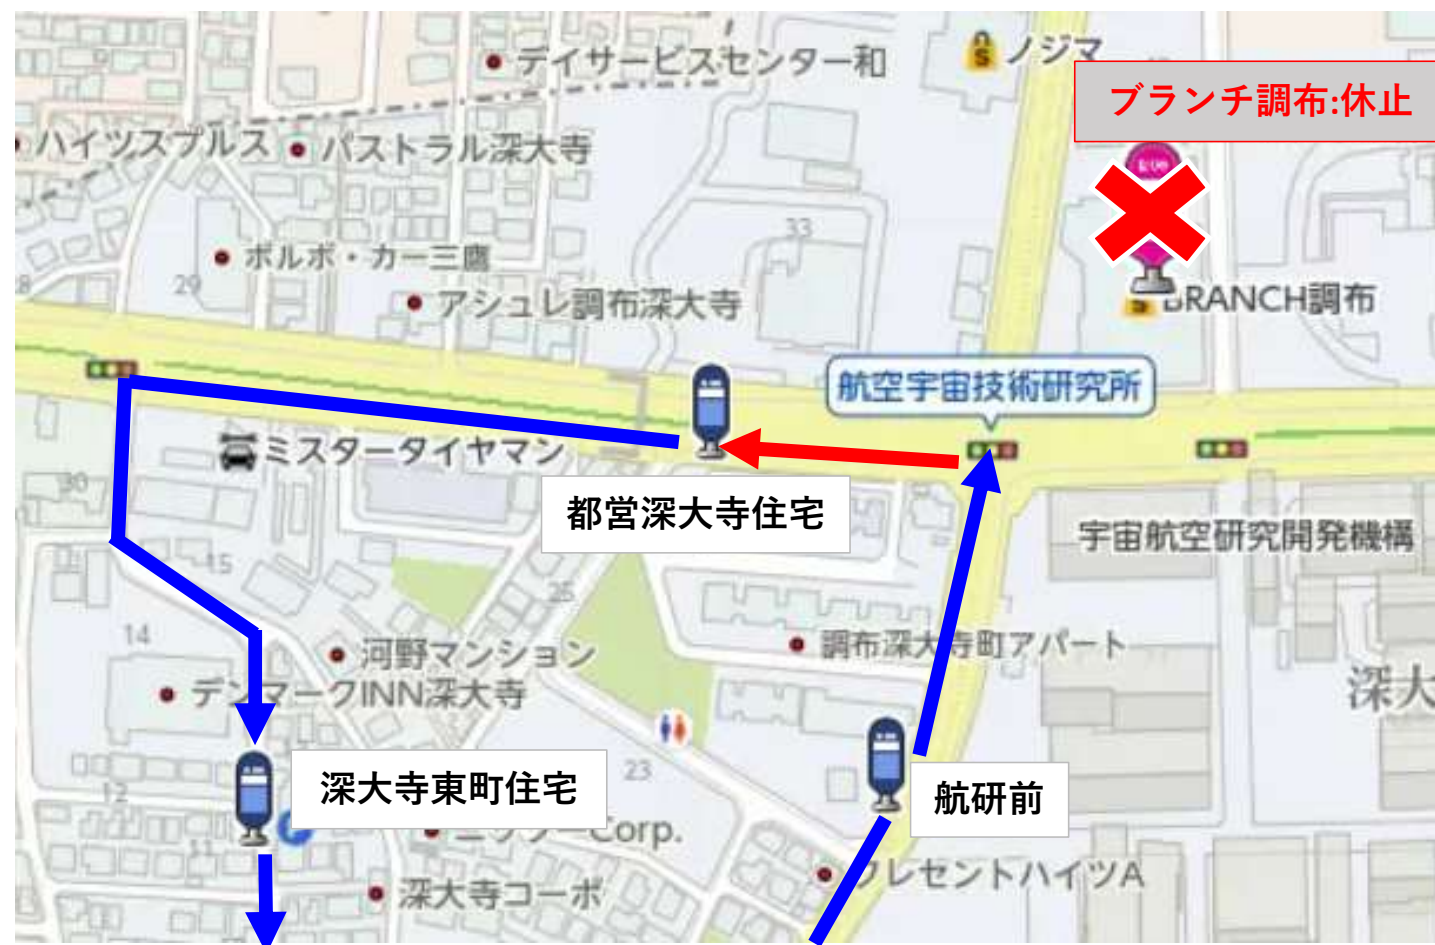 デイサービスセンター和
ノジマ
ブランチ調布:休止
ハイツスプルス
パストラル深大寺
33
ボルボ・カー三鷹
29
アシュレ調布深大寺
BRANCH調布
航空宇宙技術研究所
ミスタータイヤマン
30
都営深大寺住宅
宇宙航空研究開発機構
15
25
14
河野マンション
調布深大寺町アパート
デンマークINN深大寺
深大
23
深大寺東町住宅
航研前
12
11
Corp.
クレセントハイツA
深大寺コーポ